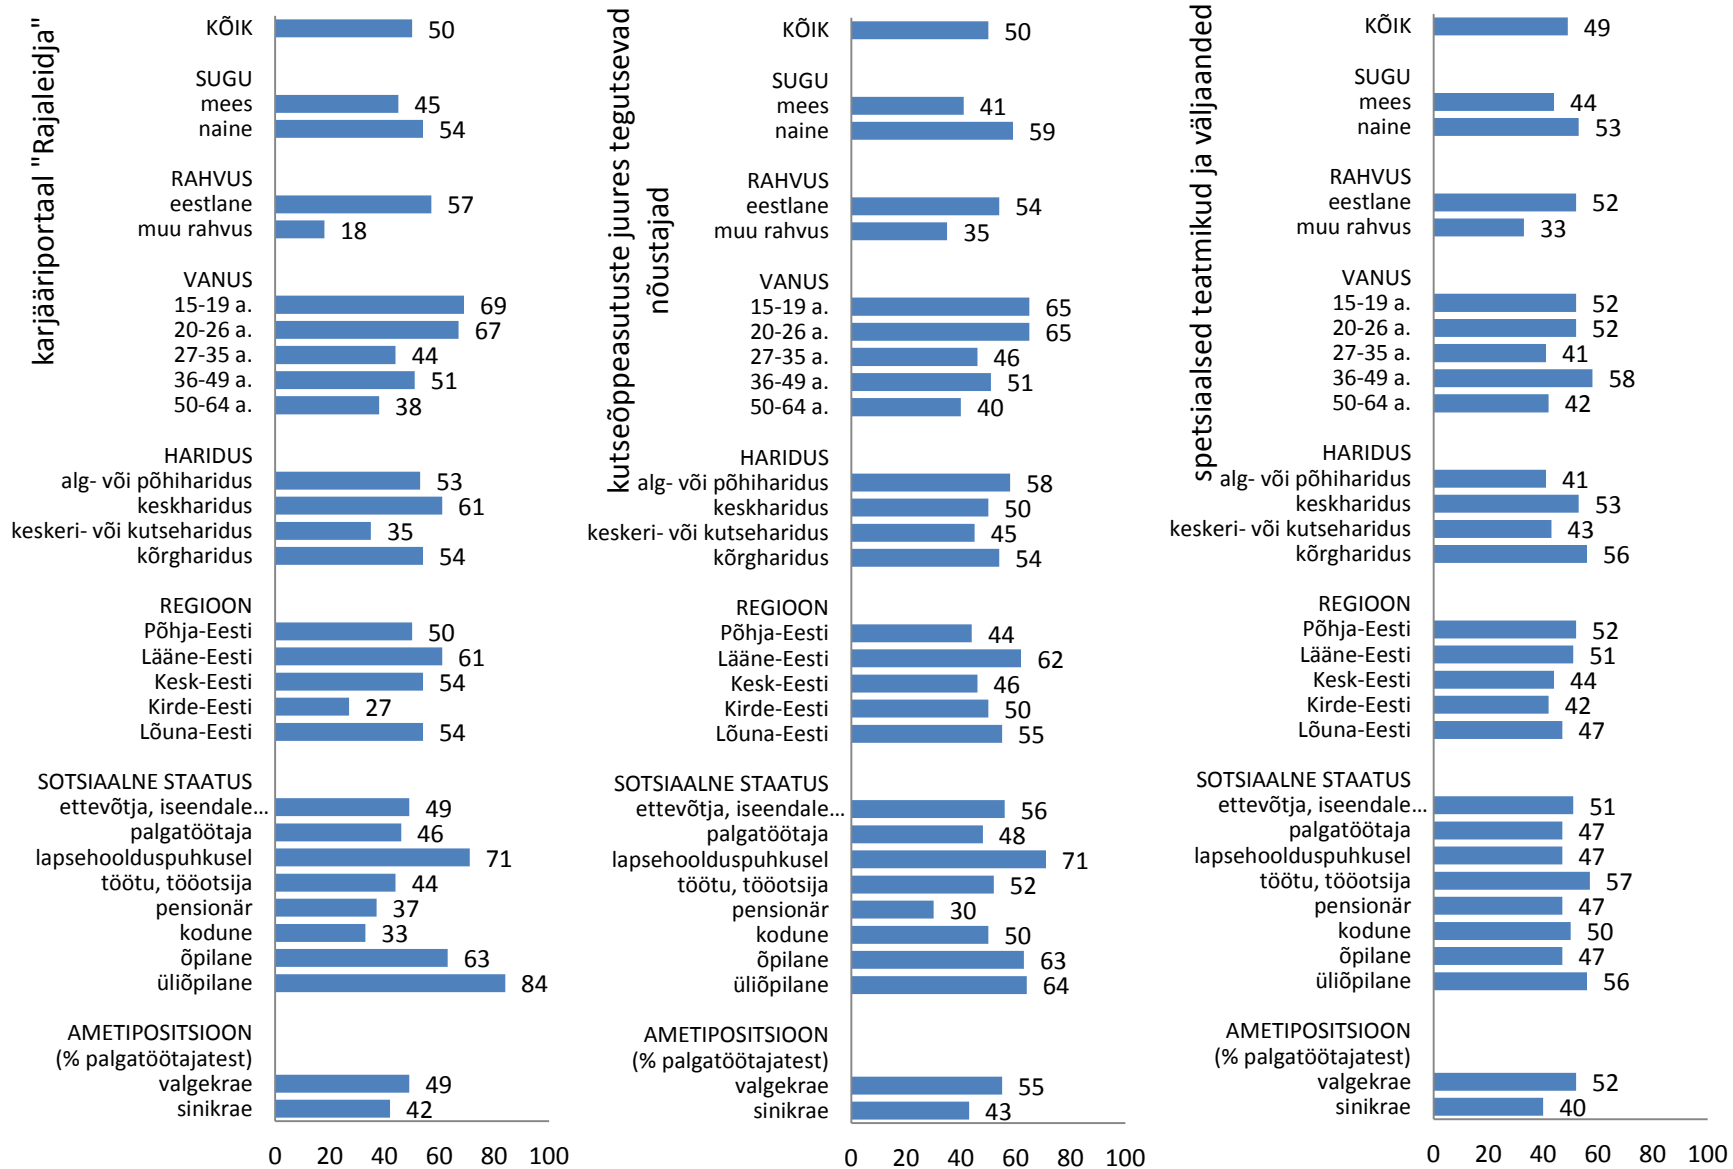 karjääriportaal "Rajaleidja"
KÕIK 50
SUGU
mees 45
naine 54
RAHVUS
eestlane 57
muu rahvus 18
VANUS
15-19 a. 69
20-26 a. 67
27-35 a. 44
36-49 a. 51
50-64 a. 38
HARIDUS
alg- või põhiharidus 53
keskharidus 61
keskeri- või kutseharidus 35
kõrgharidus 54
REGIOON
Põhja-Eesti 50
Lääne-Eesti 61
Kesk-Eesti 54
Kirde-Eesti 27
Lõuna-Eesti 54
SOTSIAALNE STAATUS
ettevõtja, iseendale... 49
palgatöötaja 46
lapsehoolduspuhkusel 71
töötu, tööotsija 44
pensionär 37
kodune 33
õpilane 63
üliõpilane 84
AMETIPOSITSIOON
(% palgatöötajatest)
valgekrae 49
sinikrae 42
0 20 40 60 80 100
kutseõppeasutuste juures tegutsevad
nõustajad
KÕIK 50
SUGU
mees 41
naine 59
RAHVUS
eestlane 54
muu rahvus 35
VANUS
15-19 a. 65
20-26 a. 65
27-35 a. 46
36-49 a. 51
50-64 a. 40
HARIDUS
alg- või põhiharidus 58
keskharidus 50
keskeri- või kutseharidus 45
kõrgharidus 54
REGIOON
Põhja-Eesti 44
Lääne-Eesti 62
Kesk-Eesti 46
Kirde-Eesti 50
Lõuna-Eesti 55
SOTSIAALNE STAATUS
ettevõtja, iseendale... 56
palgatöötaja 48
lapsehoolduspuhkusel 71
töötu, tööotsija 52
pensionär 30
kodune 50
õpilane 63
üliõpilane 64
AMETIPOSITSIOON
(% palgatöötajatest)
valgekrae 55
sinikrae 43
0 20 40 60 80 100
spetsiaalsed teatmikud ja väljaanded
KÕIK 49
SUGU
mees 44
naine 53
RAHVUS
eestlane 52
muu rahvus 33
VANUS
15-19 a. 52
20-26 a. 52
27-35 a. 41
36-49 a. 58
50-64 a. 42
HARIDUS
alg- või põhiharidus 41
keskharidus 53
keskeri- või kutseharidus 43
kõrgharidus 56
REGIOON
Põhja-Eesti 52
Lääne-Eesti 51
Kesk-Eesti 44
Kirde-Eesti 42
Lõuna-Eesti 47
SOTSIAALNE STAATUS
ettevõtja, iseendale... 51
palgatöötaja 47
lapsehoolduspuhkusel 47
töötu, tööotsija 57
pensionär 47
kodune 50
õpilane 47
üliõpilane 56
AMETIPOSITSIOON
(% palgatöötajatest)
valgekrae 52
sinikrae 40
0 20 40 60 80 100